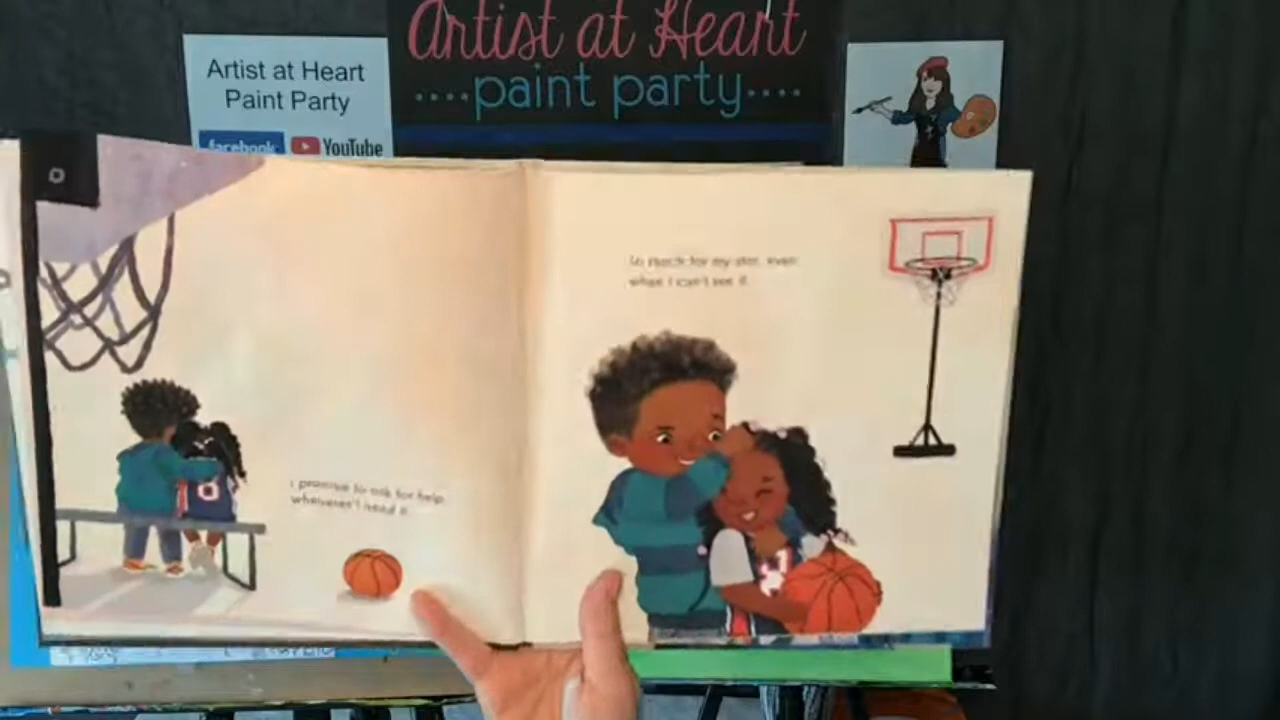 Artist at Heart
paint party
Artist at Heart
Paint Party
facebook YouTube
I promise to ask for help
whenever I need it.
to reach for my star, even
when I can't see it.
8